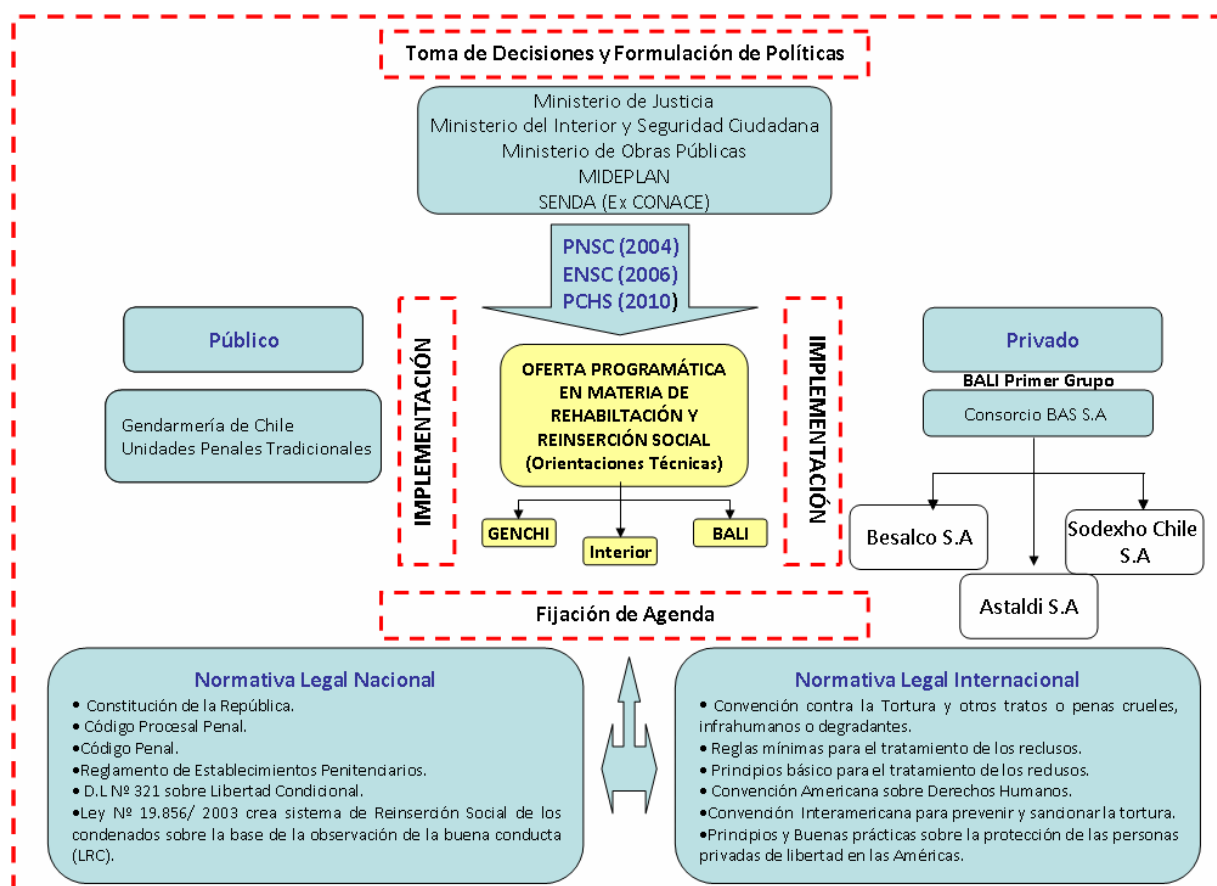 Toma de Decisiones y Formulación de Políticas
Ministerio de Justicia
Ministerio del Interior y Seguridad Ciudadana
Ministerio de Obras Públicas
MIDEPLAN
SENDA (Ex CONACE)
PNSC (2004)
ENSC (2006)
PCHS (2010)
Público
Gendarmería de Chile
Unidades Penales Tradicionales
IMPLEMENTACIÓN
OFERTA PROGRAMÁTICA
EN MATERIA DE
REHABILTACIÓN Y
REINSERCIÓN SOCIAL
(Orientaciones Técnicas)
GENCHI
Interior
BALI
IMPLEMENTACIÓN
Privado
BALI Primer Grupo
Consorcio BAS S.A
Besalco S.A
Sodexho Chile
S.A
Astaldi S.A
Fijación de Agenda
Normativa Legal Nacional
• Constitución de la República.
• Código Procesal Penal.
•Código Penal.
•Reglamento de Establecimientos Penitenciarios.
• D.L Nº 321 sobre Libertad Condicional.
•Ley Nº 19.856/ 2003 crea sistema de Reinserción Social de los
condenados sobre la base de la observación de la buena conducta
(LRC).
Normativa Legal Internacional
• Convención contra la Tortura y otros tratos o penas crueles,
infrahumanos o degradantes.
• Reglas mínimas para el tratamiento de los reclusos.
• Principios básico para el tratamiento de los reclusos.
• Convención Americana sobre Derechos Humanos.
•Convención Interamericana para prevenir y sancionar la tortura.
•Principios y Buenas prácticas sobre la protección de las personas
privadas de libertad en las Américas.